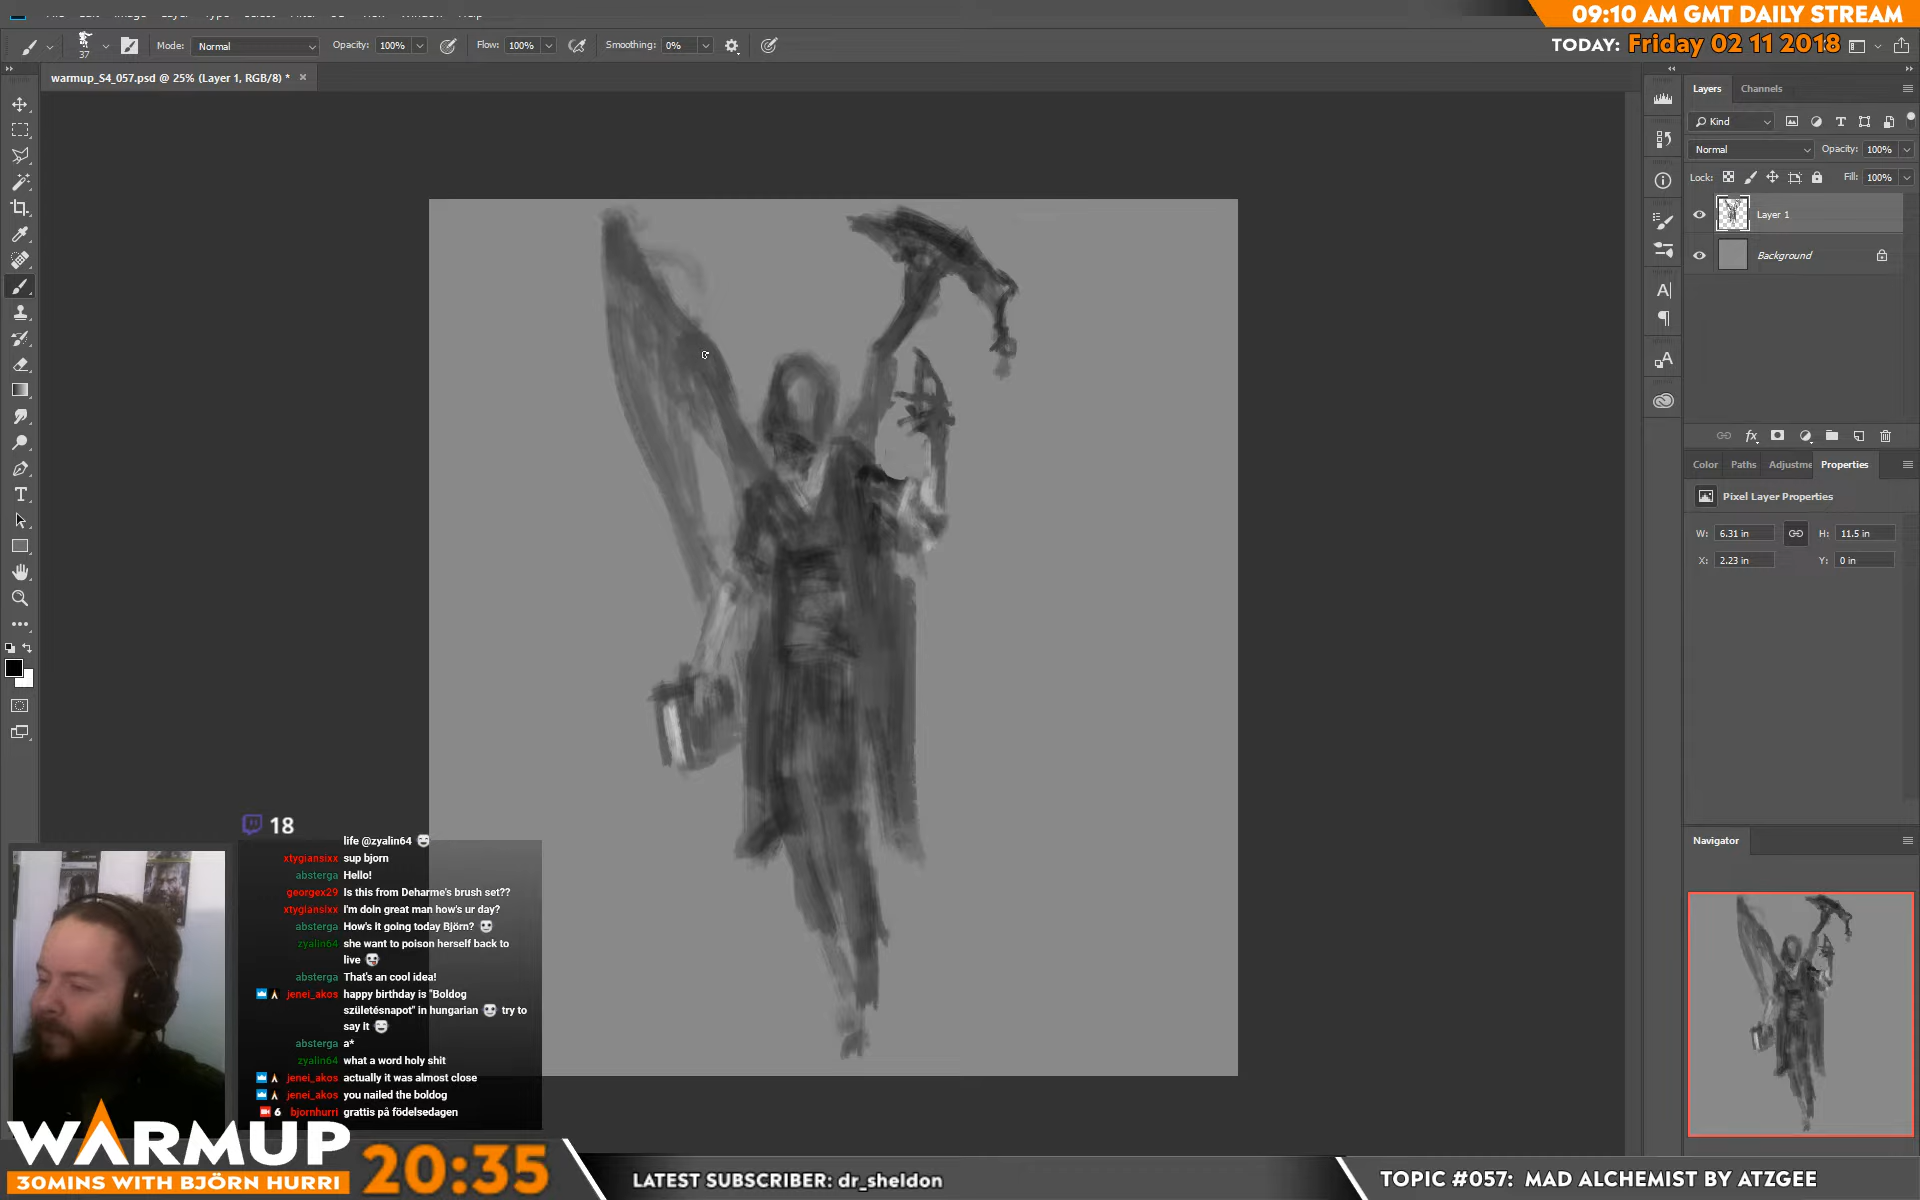 09:10 AM GMT DAILY STREAM
TODAY: Friday 02 11 2018
37
Mode: Normal
Opacity: 100%
Flow: 100%
Smoothing: 0%
warmup_S4_057.psd @ 25% (Layer 1, RGB/8) *
Layers
Channels
Kind
Normal
Opacity: 100%
Lock:
Fill: 100%
Layer 1
Background
Color
Paths
Adjustme
Properties
Pixel Layer Properties
W: 6.31 in
H: 11.5 in
X: 2.23 in
Y: 0 in
Navigator
18
life @zyalin64
xtygiansixx sup bjorn
absterga Hello!
georgex29 Is this from Deharme's brush set??
xtygiansixx I'm doin great man how's ur day?
absterga How's it going today Björn?
zyalin64 she want to poison herself back to
live
absterga That's an cool idea!
jenei_akos happy birthday is "Boldog
születésnapot" in hungarian try to
say it
absterga a*
zyalin64 what a word holy shit
jenei_akos actually it was almost close
jenei_akos you nailed the boldog
6 bjornhurri grattis på födelsedagen
WARMUP
30MINS WITH BJÖRN HURRI
20:35
LATEST SUBSCRIBER: dr_sheldon
TOPIC #057: MAD ALCHEMIST BY ATZGEE